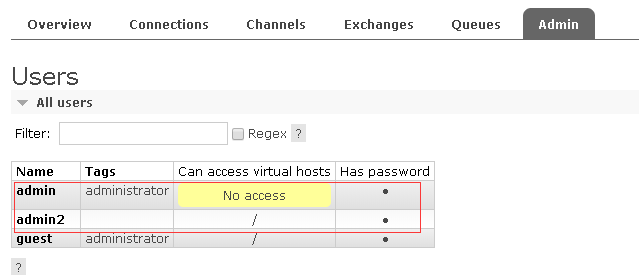 Overview Connections Channels Exchanges Queues Admin
Users
All users
Filter: Regex ?
Name Tags Can access virtual hosts Has password
admin administrator No access •
admin2 / •
guest administrator / •
?